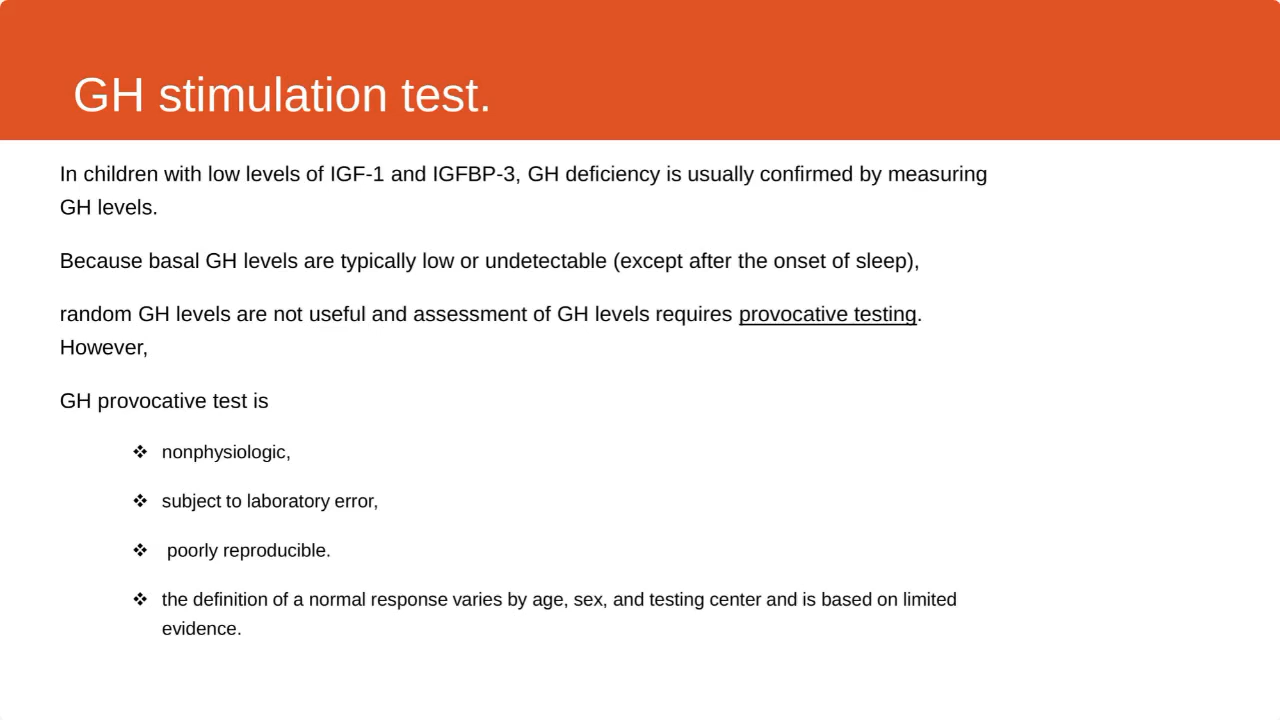 GH stimulation test.
In children with low levels of IGF-1 and IGFBP-3, GH deficiency is usually confirmed by measuring
GH levels.
Because basal GH levels are typically low or undetectable (except after the onset of sleep),
random GH levels are not useful and assessment of GH levels requires provocative testing.
However,
GH provocative test is
❖ nonphysiologic,
❖ subject to laboratory error,
❖ poorly reproducible.
❖ the definition of a normal response varies by age, sex, and testing center and is based on limited
evidence.